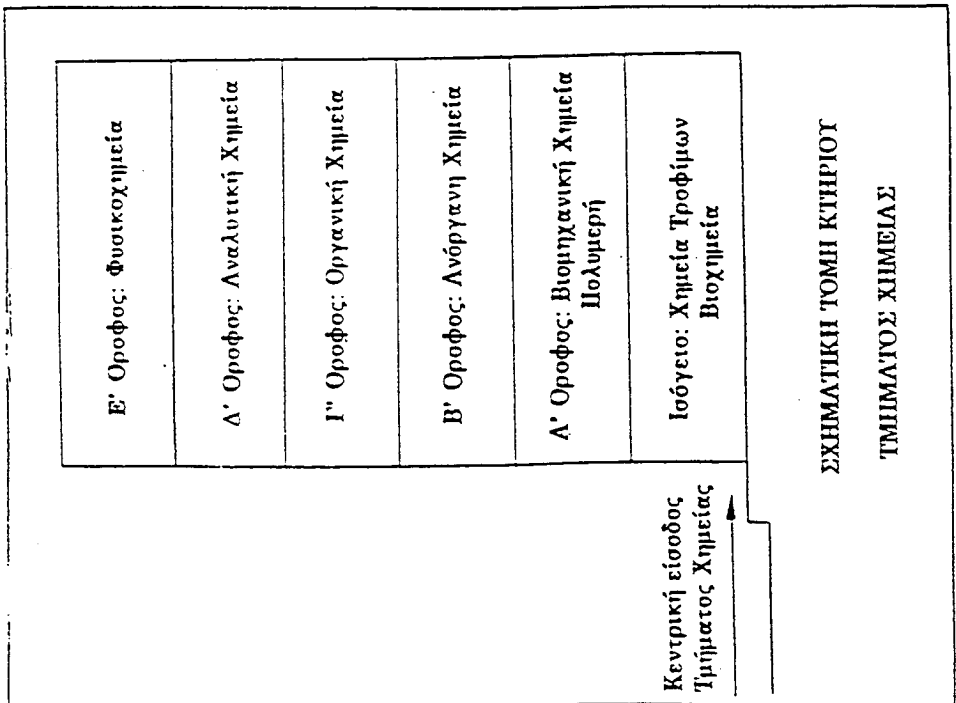 Ε' Οροφος: Φυσικοχημεία
Δ' Οροφος: Αναλυτική Χημεία
Γ' Οροφος: Οργανική Χημεία
Β' Οροφος: Ανόργανη Χημεία
Α' Οροφος: Βιομηχανική Χημεία
Πολυμερή
Ισόγειο: Χημεία Τροφίμων
Βιοχημεία
Κεντρική είσοδος
Τμήματος Χημείας
ΣΧΗΜΑΤΙΚΗ ΤΟΜΗ ΚΤΗΡΙΟΥ
ΤΜΗΜΑΤΟΣ ΧΗΜΕΙΑΣ